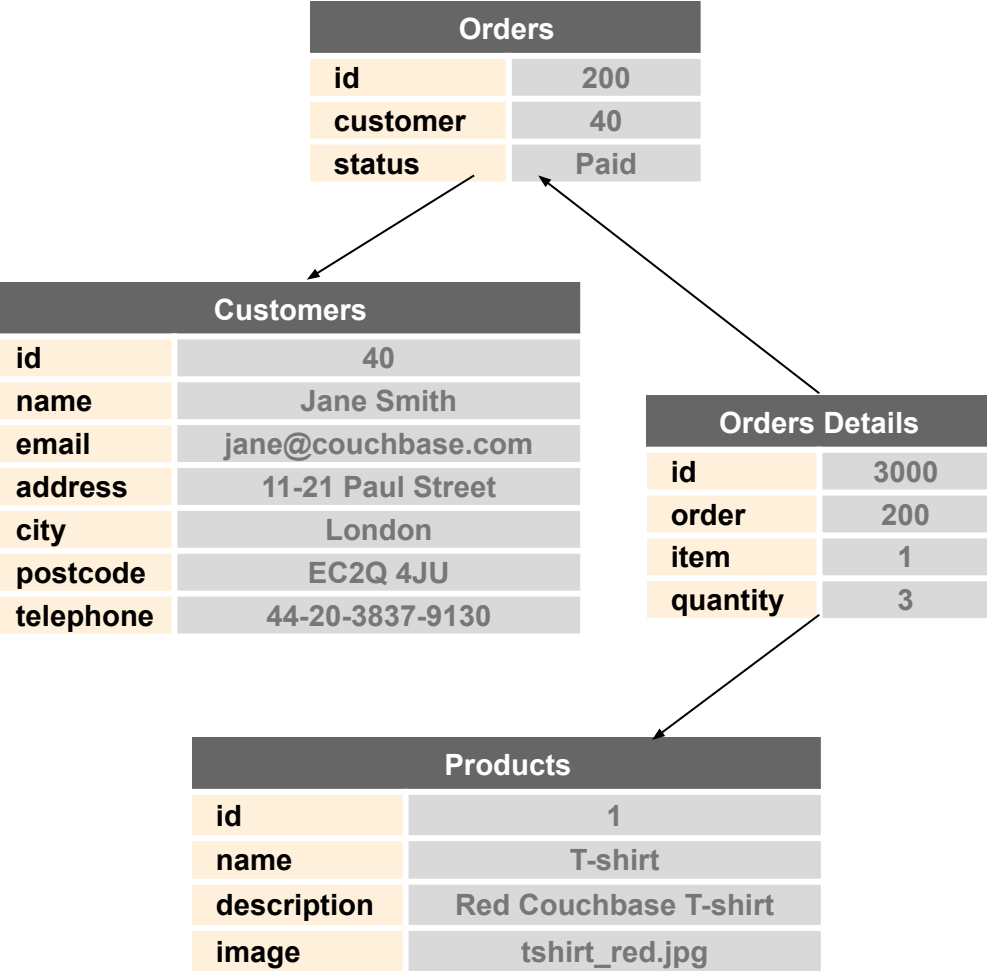 Orders
id 200
customer 40
status Paid
Customers
id 40
name Jane Smith
email jane@couchbase.com
address 11-21 Paul Street
city London
postcode EC2Q 4JU
telephone 44-20-3837-9130
Orders Details
id 3000
order 200
item 1
quantity 3
Products
id 1
name T-shirt
description Red Couchbase T-shirt
image tshirt_red.jpg